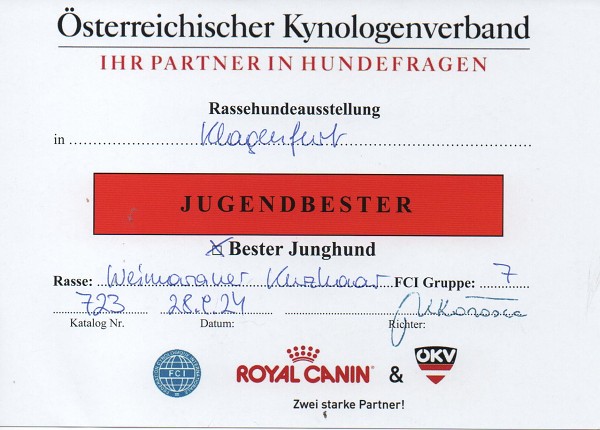 Österreichischer Kynologenverband
IHR PARTNER IN HUNDEFRAGEN
Rassehundeausstellung
in Klagenfurt
JUGENDBESTER
☒ Bester Junghund
Rasse: Weimaraner Kurzhaar FCI Gruppe: 7
723 28.9.24
Katalog Nr. Datum: Richter:
FCI ROYAL CANIN & ÖKV
Zwei starke Partner!